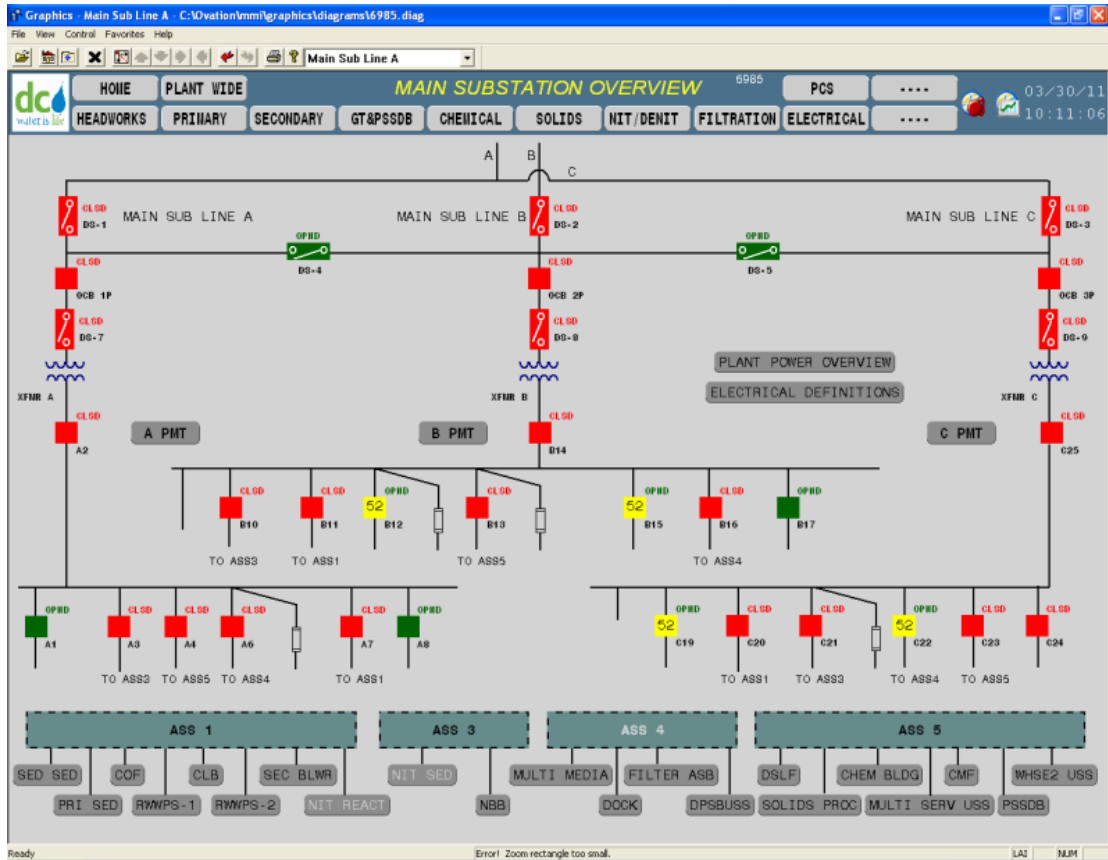 Graphics - Main Sub Line A - C:\Ovation\mmi\graphics\diagrams\6985.diag
File View Control Favorites Help
Main Sub Line A
dc
water is life
HOME PLANT WIDE MAIN SUBSTATION OVERVIEW 6985 PCS ---- 03/30/11
HEADWORKS PRIMARY SECONDARY GT&PSSDB CHEMICAL SOLIDS NIT/DENIT FILTRATION ELECTRICAL ---- 10:11:06
A B C
CLSD MAIN SUB LINE A MAIN SUB LINE B CLSD MAIN SUB LINE C CLSD
DS-1 DS-2 DS-3
OPND OPND
DS-4 DS-5
CLSD CLSD CLSD
OCB 1P OCB 2P OCB 3P
CLSD CLSD CLSD
DS-7 DS-8 DS-9
PLANT POWER OVERVIEW
ELECTRICAL DEFINITIONS
XFMR A XFMR B XFMR C
CLSD CLSD CLSD
A PMT B PMT C PMT
A2 B14 C25
CLSD CLSD OPND CLSD OPND CLSD OPND
52 52
B10 B11 B12 B13 B15 B16 B17
TO ASS3 TO ASS1 TO ASS5 TO ASS4
OPND CLSD CLSD CLSD CLSD OPND OPND CLSD CLSD OPND CLSD CLSD
52 52
A1 A3 A4 A6 A7 A8 C19 C20 C21 C22 C23 C24
TO ASS3 TO ASS5 TO ASS4 TO ASS1 TO ASS1 TO ASS3 TO ASS4 TO ASS5
ASS 1 ASS 3 ASS 4 ASS 5
SED SED COF CLB SEC BLWR NIT SED MULTI MEDIA FILTER ASB DSLF CHEM BLDG CMF WHSE2 USS
PRI SED RWWPS-1 RWWPS-2 NIT REACT NBB DOCK DPSBUSS SOLIDS PROC MULTI SERV USS PSSDB
Ready Error! Zoom rectangle too small. LAI NUM